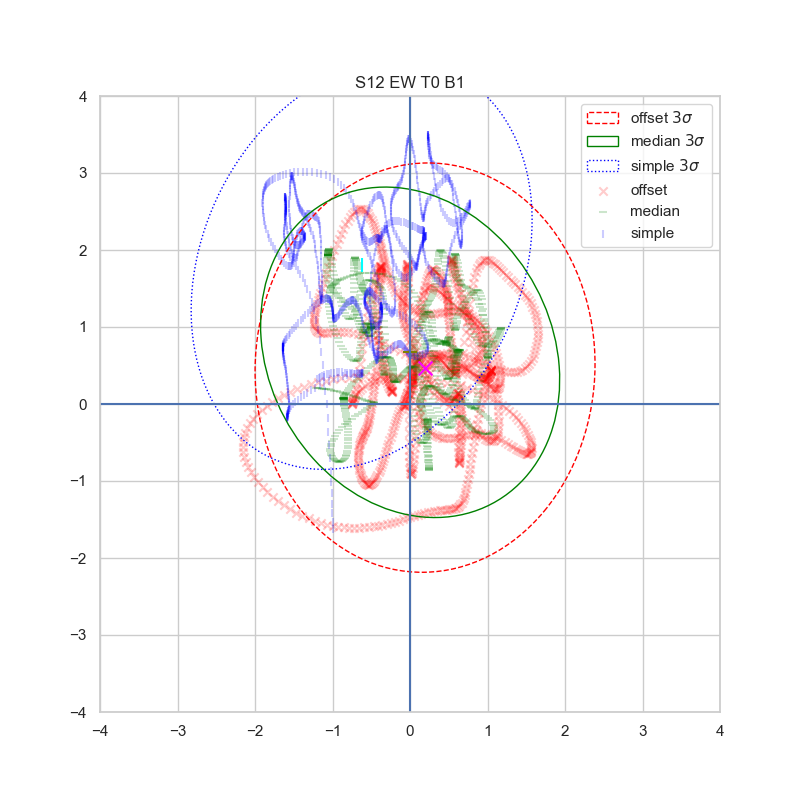 S12 EW T0 B1
offset 3σ
median 3σ
simple 3σ
offset
median
simple
4
3
2
1
0
−1
−2
−3
−4
−4 −3 −2 −1 0 1 2 3 4